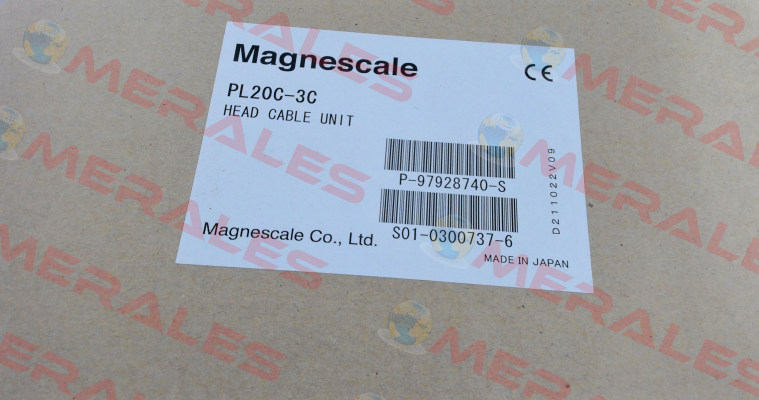 Magnescale
CE
PL20C-3C
HEAD CABLE UNIT
P-97928740-S
S01-0300737-6
D211022V09
Magnescale Co., Ltd.
MADE IN JAPAN
MERALES
MERALES
MERALES
MERALES
MERALES
MERALES